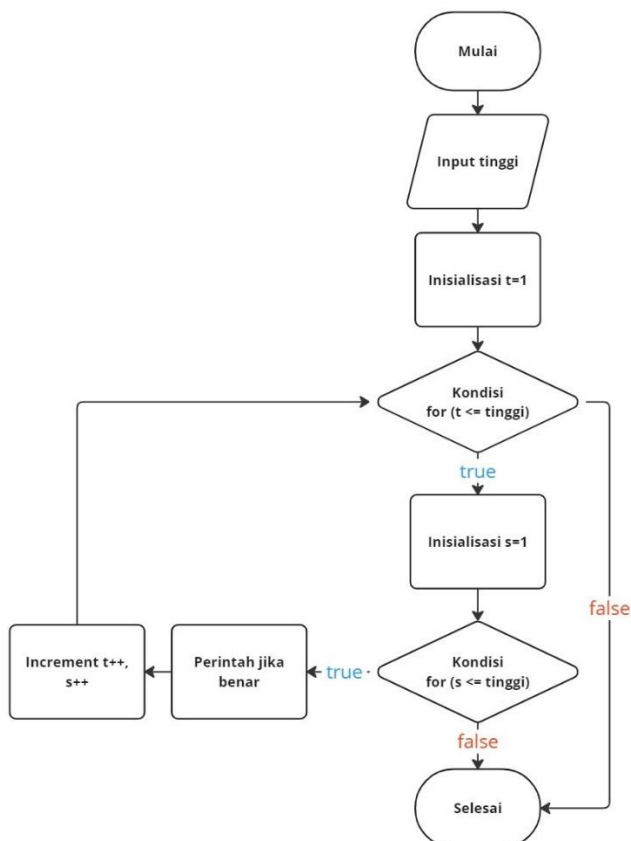 Mulai
Input tinggi
Inisialisasi t=1
Kondisi
for (t <= tinggi)
true
Inisialisasi s=1
false
Increment t++,
s++
Perintah jika
benar
true
Kondisi
for (s <= tinggi)
false
Selesai